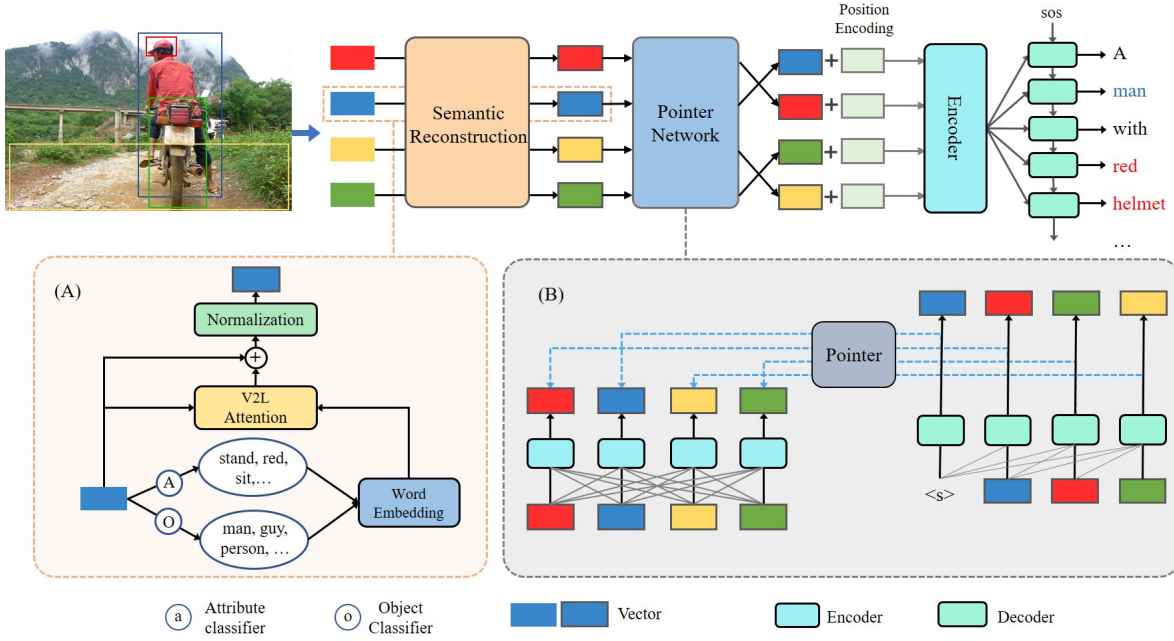 Position
Encoding
sos
Semantic
Reconstruction
Pointer
Network
+
+
+
+
Encoder
A
man
with
red
helmet
...
(A)
Normalization
+
V2L
Attention
A
stand, red,
sit,...
O
man, guy,
person, ...
Word
Embedding
(B)
Pointer
<s>
a
Attribute
classifier
o
Object
Classifier
Vector
Encoder
Decoder